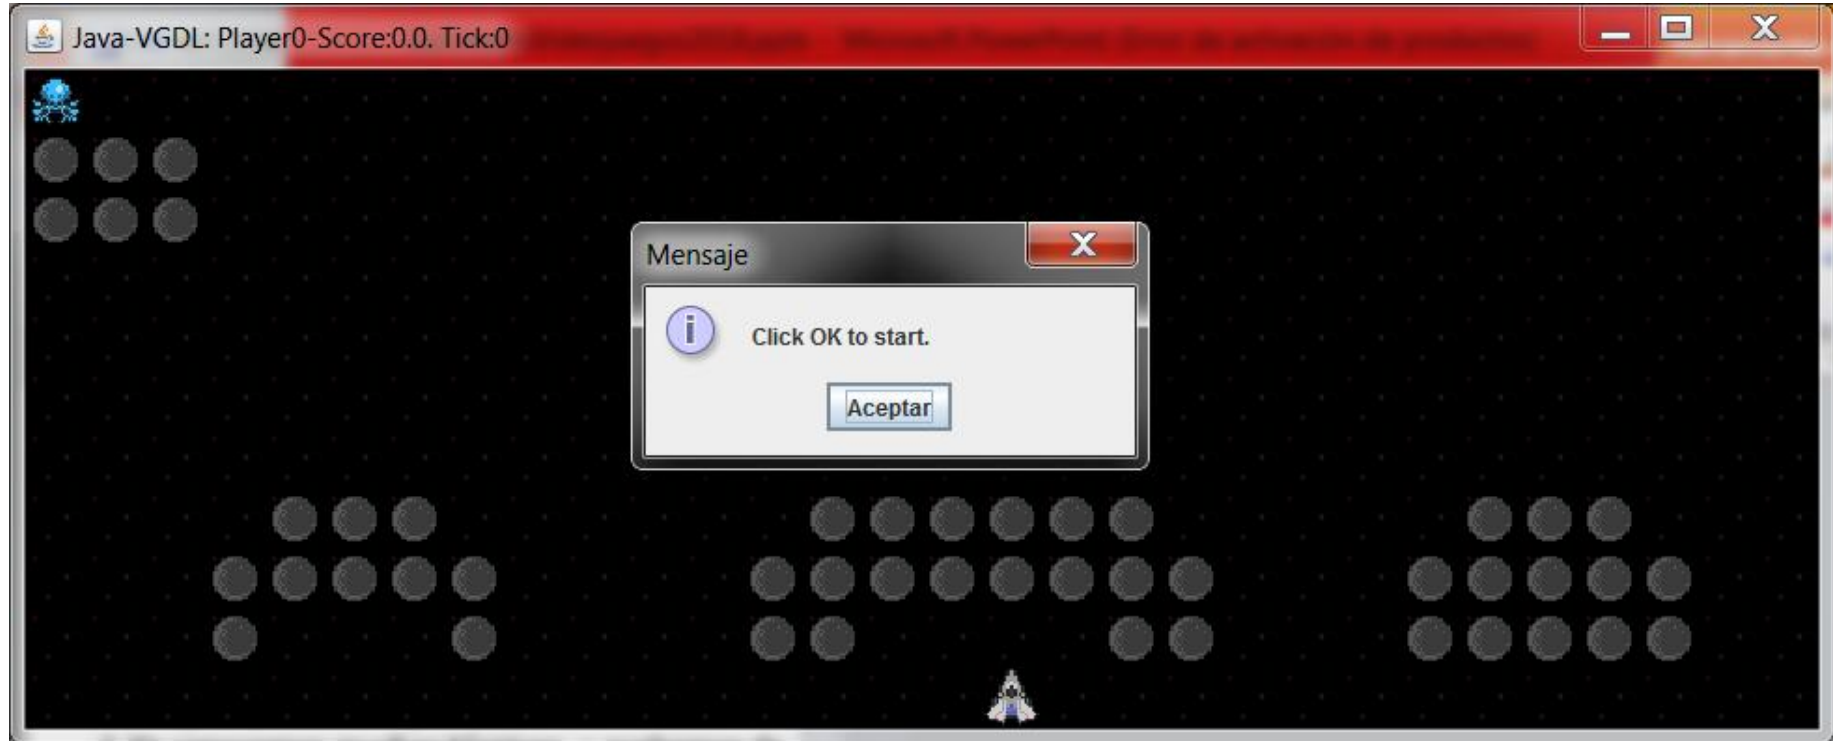 Java-VGDL: Player0-Score:0.0. Tick:0
Mensaje
Click OK to start.
Aceptar